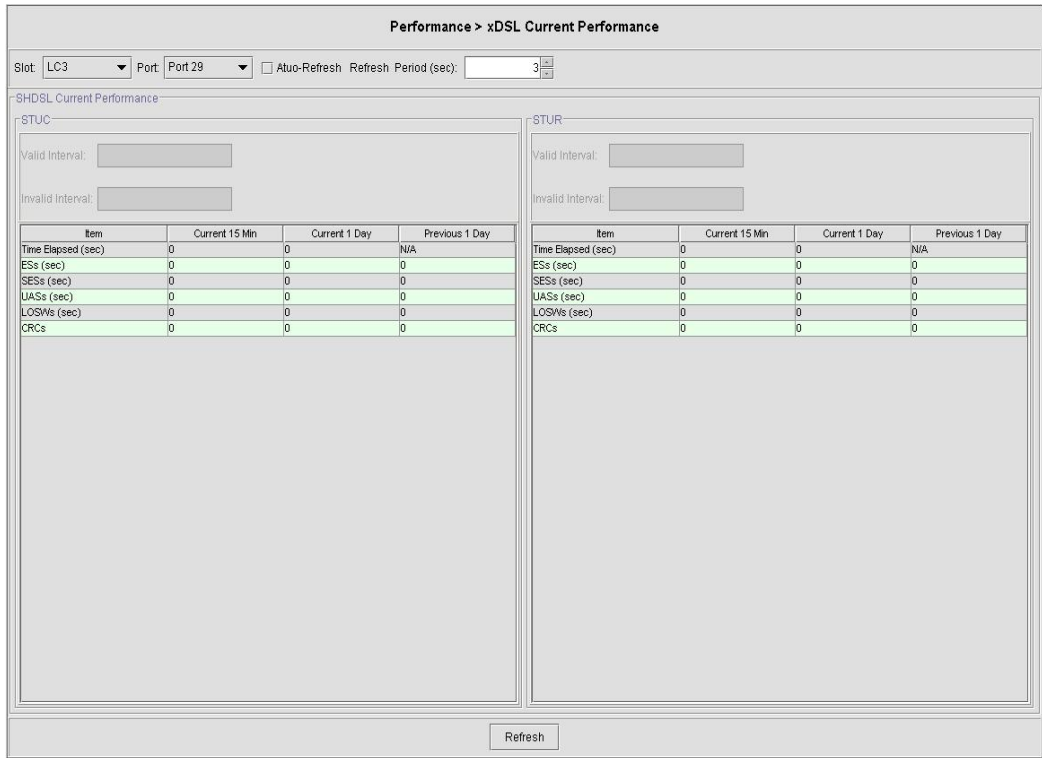 Performance > xDSL Current Performance
Slot: LC3 Port: Port 29 Atuo-Refresh Refresh Period (sec): 3
SHDSL Current Performance
STUC
Valid Interval:
Invalid Interval:
Item Current 15 Min Current 1 Day Previous 1 Day
Time Elapsed (sec) 0 0 N/A
ESs (sec) 0 0 0
SESs (sec) 0 0 0
UASs (sec) 0 0 0
LOSWs (sec) 0 0 0
CRCs 0 0 0
STUR
Valid Interval:
Invalid Interval:
Item Current 15 Min Current 1 Day Previous 1 Day
Time Elapsed (sec) 0 0 N/A
ESs (sec) 0 0 0
SESs (sec) 0 0 0
UASs (sec) 0 0 0
LOSWs (sec) 0 0 0
CRCs 0 0 0
Refresh